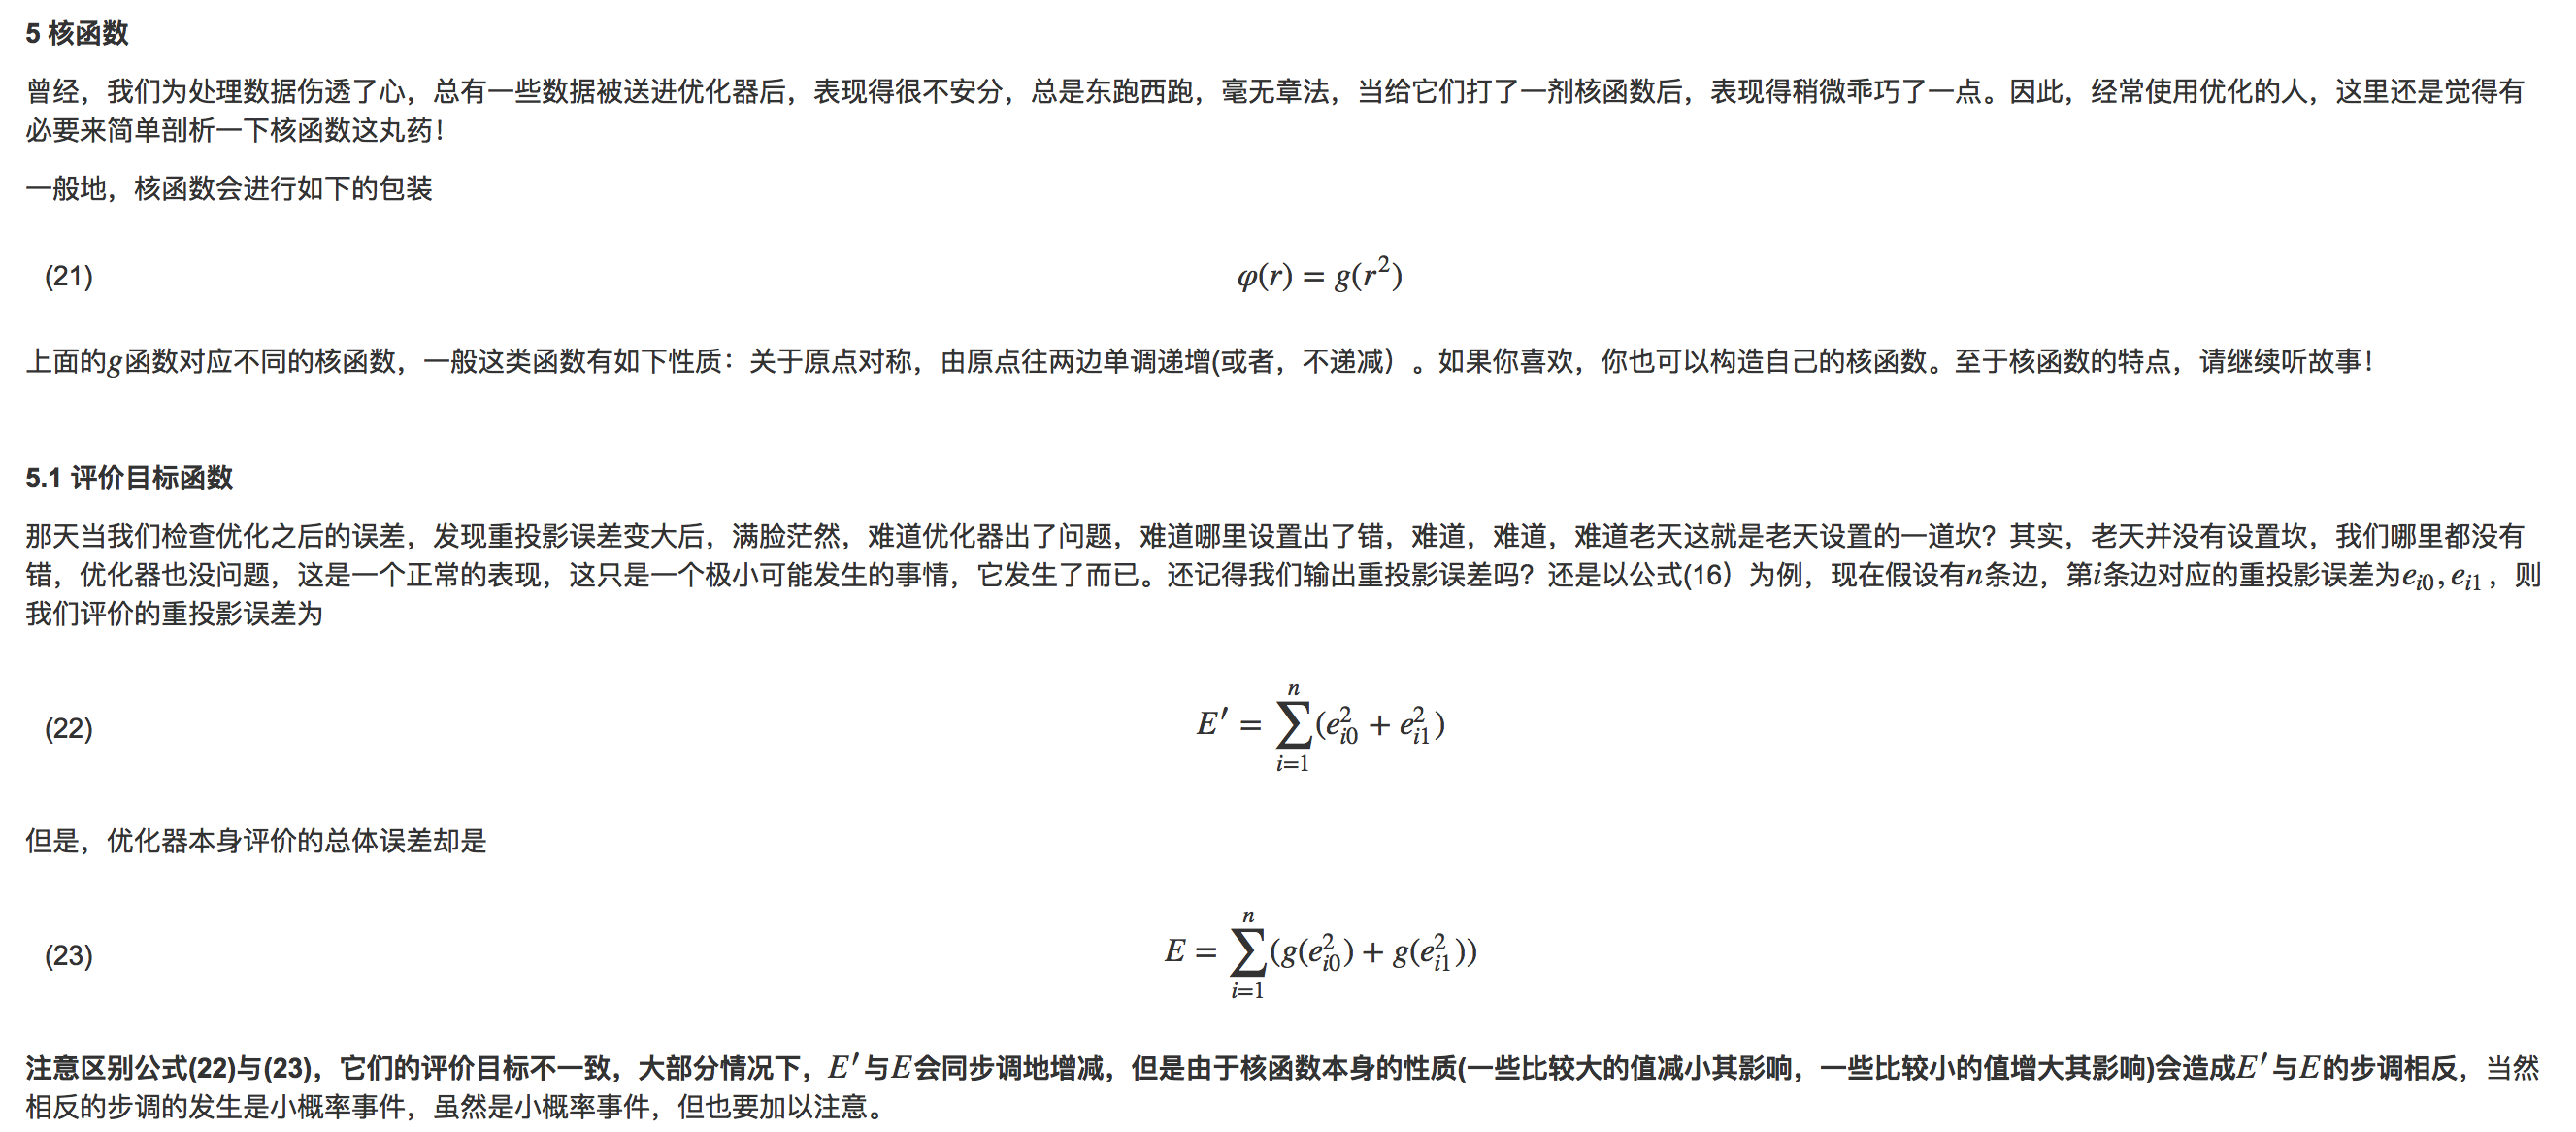 5 核函数
曾经，我们为处理数据伤透了心，总有一些数据被送进优化器后，表现得很不安分，总是东跑西跑，毫无章法，当给它们打了一剂核函数后，表现得稍微乖巧了一点。因此，经常使用优化的人，这里还是觉得有
必要来简单剖析一下核函数这丸药！
一般地，核函数会进行如下的包装
(21) φ(r) = g(r²)
上面的g函数对应不同的核函数，一般这类函数有如下性质：关于原点对称，由原点往两边单调递增(或者，不递减）。如果你喜欢，你也可以构造自己的核函数。至于核函数的特点，请继续听故事！
5.1 评价目标函数
那天当我们检查优化之后的误差，发现重投影误差变大后，满脸茫然，难道优化器出了问题，难道哪里设置出了错，难道，难道，难道老天这就是老天设置的一道坎？其实，老天并没有设置坎，我们哪里都没有
错，优化器也没问题，这是一个正常的表现，这只是一个极小可能发生的事情，它发生了而已。还记得我们输出重投影误差吗？还是以公式(16）为例，现在假设有n条边，第i条边对应的重投影误差为e_{i0}, e_{i1}，则
我们评价的重投影误差为
(22) E′ = \sum_{i=1}^{n} (e_{i0}^2 + e_{i1}^2)
但是，优化器本身评价的总体误差却是
(23) E = \sum_{i=1}^{n} (g(e_{i0}^2) + g(e_{i1}^2))
注意区别公式(22)与(23)，它们的评价目标不一致，大部分情况下，E′与E会同步调地增减，但是由于核函数本身的性质(一些比较大的值减小其影响，一些比较小的值增大其影响)会造成E′与E的步调相反，当然
相反的步调的发生是小概率事件，虽然是小概率事件，但也要加以注意。